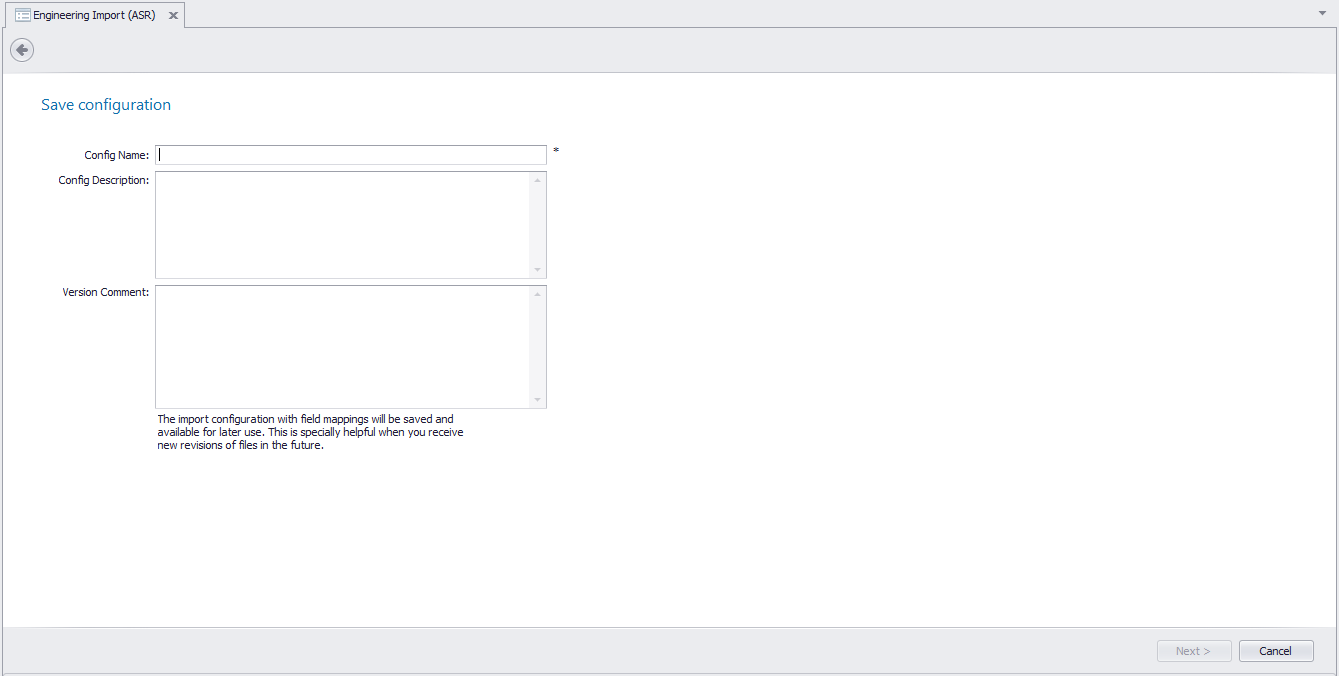 Engineering Import (ASR)
Save configuration
Config Name: *
Config Description:
Version Comment:
The import configuration with field mappings will be saved and
available for later use. This is specially helpful when you receive
new revisions of files in the future.
Next > Cancel